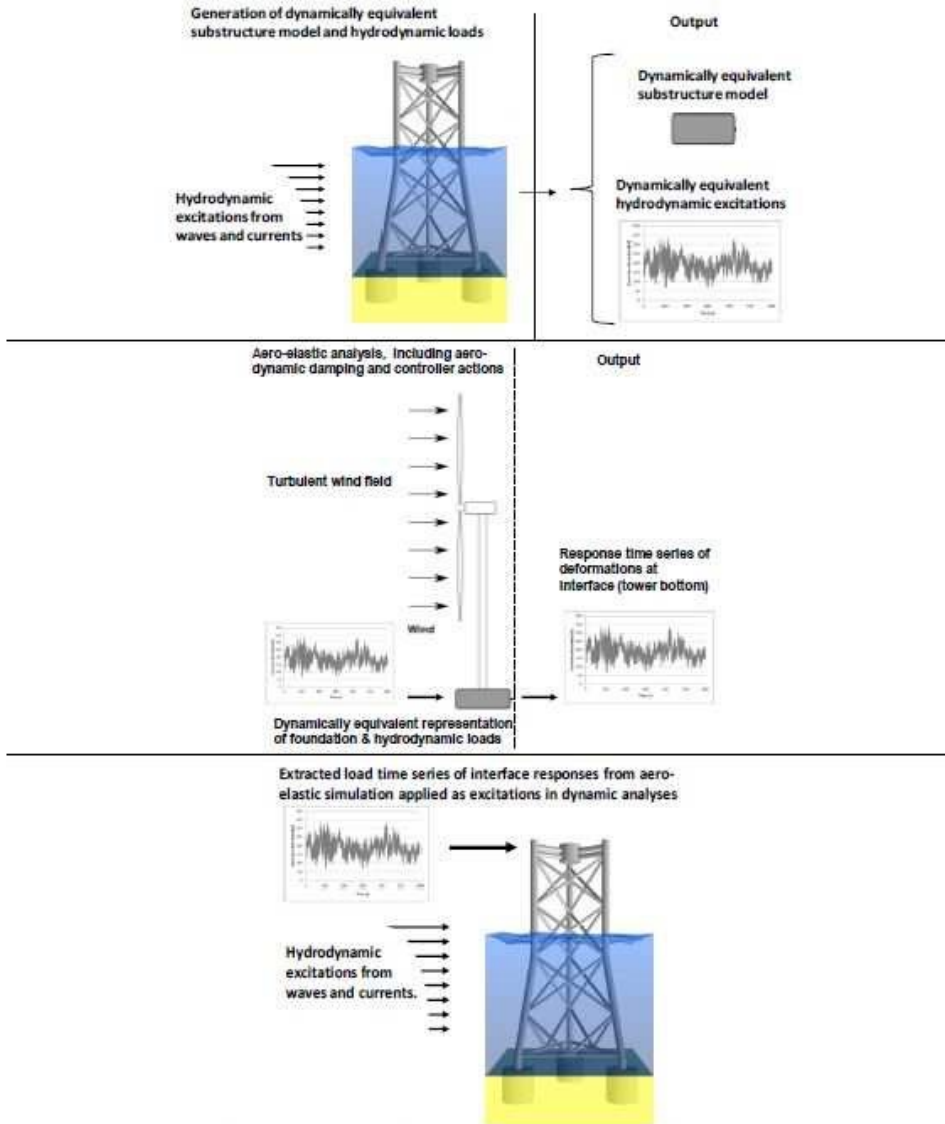 Generation of dynamically equivalent
substructure model and hydrodynamic loads
Output
Dynamically equivalent
substructure model
Hydrodynamic
excitations from
waves and currents
Dynamically equivalent
hydrodynamic excitations
Aero-elastic analysis, including aero-
dynamic damping and controller actions
Output
Turbulent wind field
Response time series of
deformations at
interface (tower bottom)
Wind
Dynamically equivalent representation
of foundation & hydrodynamic loads
Extracted load time series of interface responses from aero-
elastic simulation applied as excitations in dynamic analyses
Hydrodynamic
excitations from
waves and currents.